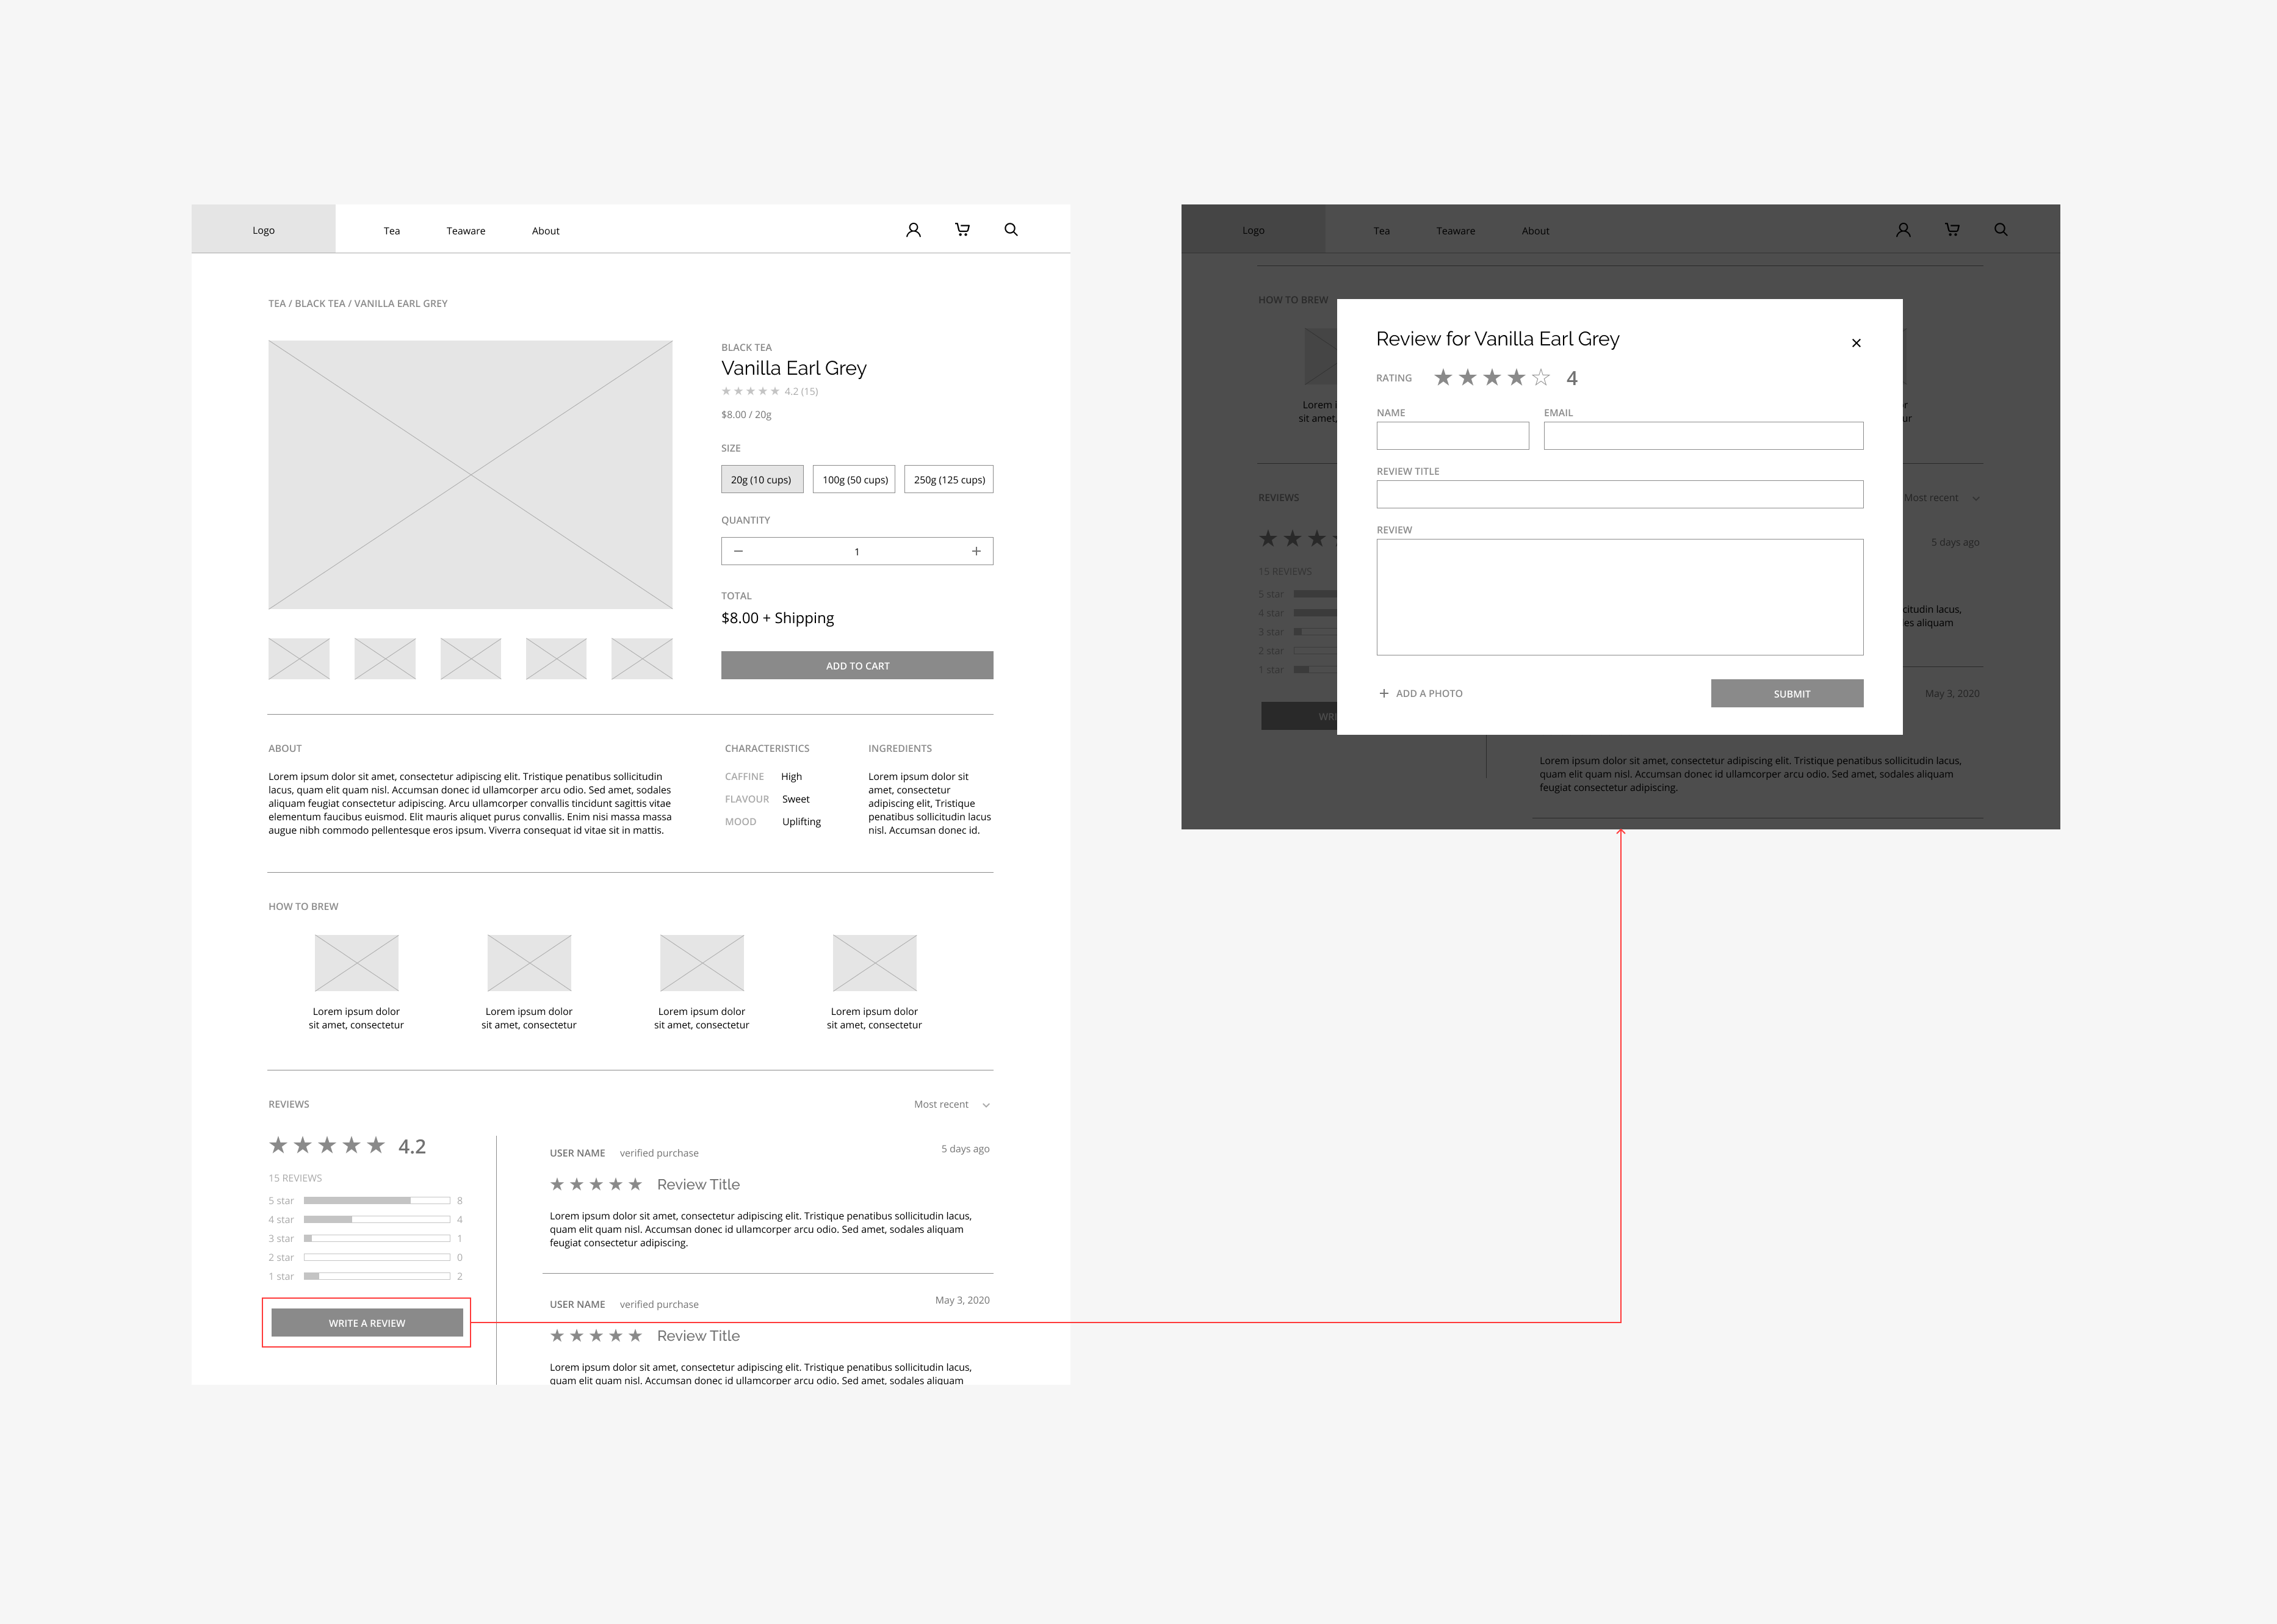 Logo
Tea
Teaware
About
TEA / BLACK TEA / VANILLA EARL GREY
BLACK TEA
Vanilla Earl Grey
4.2 (15)
$8.00 / 20g
SIZE
20g (10 cups)
100g (50 cups)
250g (125 cups)
QUANTITY
1
TOTAL
$8.00 + Shipping
ADD TO CART
ABOUT
Lorem ipsum dolor sit amet, consectetur adipiscing elit. Tristique penatibus sollicitudin
lacus, quam elit quam nisl. Accumsan donec id ullamcorper arcu odio. Sed amet, sodales
aliquam feugiat consectetur adipiscing. Arcu ullamcorper convallis tincidunt sagittis vitae
elementum faucibus euismod. Elit mauris aliquet purus convallis. Enim nisi massa massa
augue nibh commodo pellentesque eros ipsum. Viverra consequat id vitae sit in mattis.
CHARACTERISTICS
CAFFINE High
FLAVOUR Sweet
MOOD Uplifting
INGREDIENTS
Lorem ipsum dolor sit
amet, consectetur
adipiscing elit, Tristique
penatibus sollicitudin lacus
nisl. Accumsan donec id.
HOW TO BREW
Lorem ipsum dolor
sit amet, consectetur
Lorem ipsum dolor
sit amet, consectetur
Lorem ipsum dolor
sit amet, consectetur
Lorem ipsum dolor
sit amet, consectetur
REVIEWS
Most recent
4.2
15 REVIEWS
5 star 8
4 star 4
3 star 1
2 star 0
1 star 2
WRITE A REVIEW
USER NAME verified purchase
5 days ago
Review Title
Lorem ipsum dolor sit amet, consectetur adipiscing elit. Tristique penatibus sollicitudin lacus,
quam elit quam nisl. Accumsan donec id ullamcorper arcu odio. Sed amet, sodales aliquam
feugiat consectetur adipiscing.
USER NAME verified purchase
May 3, 2020
Review Title
Lorem ipsum dolor sit amet, consectetur adipiscing elit. Tristique penatibus sollicitudin lacus,
quam elit quam nisl. Accumsan donec id ullamcorper arcu odio. Sed amet, sodales aliquam
Logo
Tea
Teaware
About
HOW TO BREW
Lorem i
sit amet,
r
ur
REVIEWS
Most recent
15 REVIEWS
5 star
4 star
3 star
2 star
1 star
WRI
5 days ago
citudin lacus,
es aliquam
May 3, 2020
Lorem ipsum dolor sit amet, consectetur adipiscing elit. Tristique penatibus sollicitudin lacus,
quam elit quam nisl. Accumsan donec id ullamcorper arcu odio. Sed amet, sodales aliquam
feugiat consectetur adipiscing.
Review for Vanilla Earl Grey
RATING 4
NAME
EMAIL
REVIEW TITLE
REVIEW
ADD A PHOTO
SUBMIT